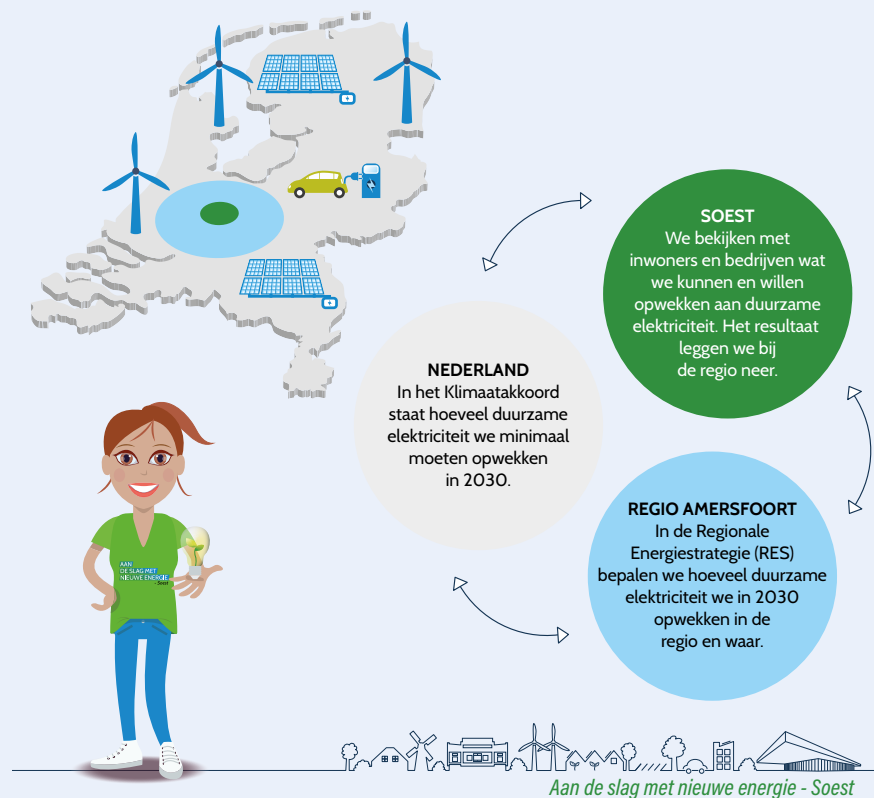 SOEST
We bekijken met
inwoners en bedrijven wat
we kunnen en willen
opwekken aan duurzame
elektriciteit. Het resultaat
leggen we bij
de regio neer.
NEDERLAND
In het Klimaatakkoord
staat hoeveel duurzame
elektriciteit we minimaal
moeten opwekken
in 2030.
REGIO AMERSFOORT
In de Regionale
Energiestrategie (RES)
bepalen we hoeveel duurzame
elektriciteit we in 2030
opwekken in de
regio en waar.
AAN
DE SLAG MET
NIEUWE ENERGIE
- Soest
Aan de slag met nieuwe energie - Soest